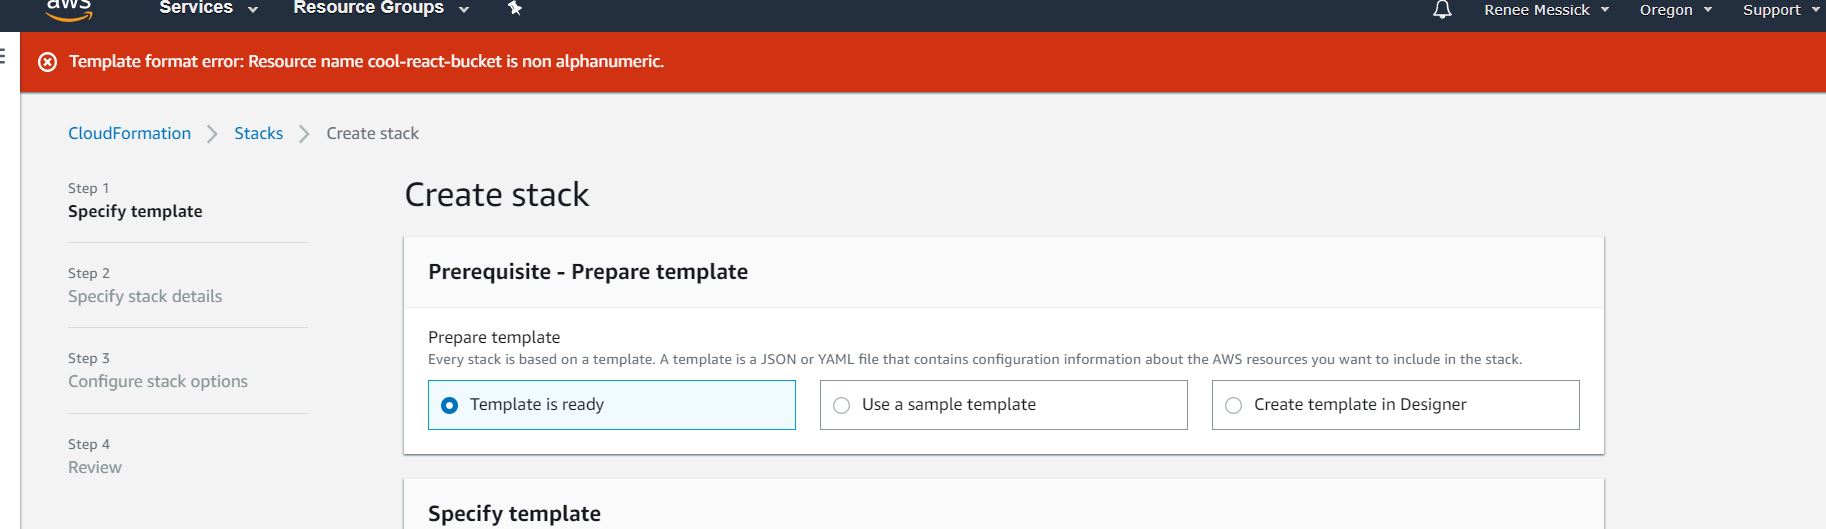 aws Services Resource Groups Renee Messick Oregon Support
Template format error: Resource name cool-react-bucket is non alphanumeric.
CloudFormation Stacks Create stack
Step 1
Specify template
Step 2
Specify stack details
Step 3
Configure stack options
Step 4
Review
Create stack
Prerequisite - Prepare template
Prepare template
Every stack is based on a template. A template is a JSON or YAML file that contains configuration information about the AWS resources you want to include in the stack.
Template is ready
Use a sample template
Create template in Designer
Specify template